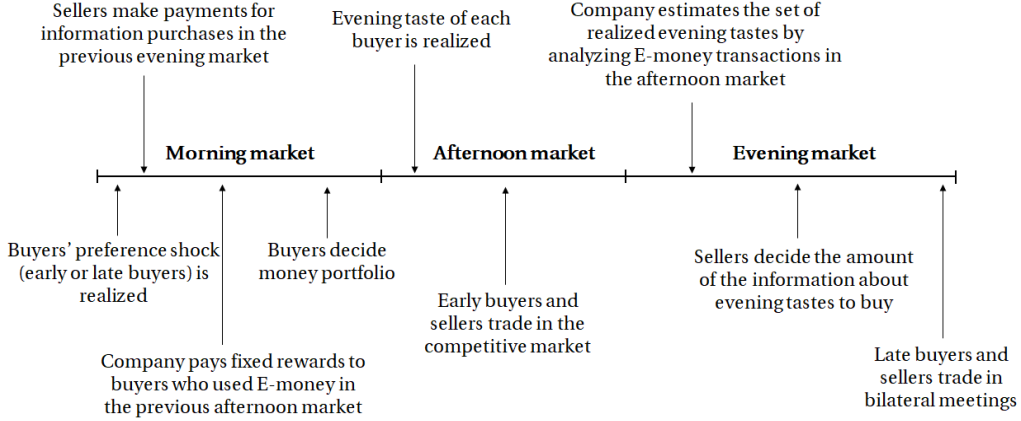 Sellers make payments for
information purchases in the
previous evening market
Evening taste of each
buyer is realized
Company estimates the set of
realized evening tastes by
analyzing E-money transactions in
the afternoon market
Morning market
Afternoon market
Evening market
Buyers’ preference shock
(early or late buyers) is
realized
Buyers decide
money portfolio
Company pays fixed rewards to
buyers who used E-money in
the previous afternoon market
Early buyers and
sellers trade in the
competitive market
Sellers decide the amount
of the information about
evening tastes to buy
Late buyers and
sellers trade in
bilateral meetings